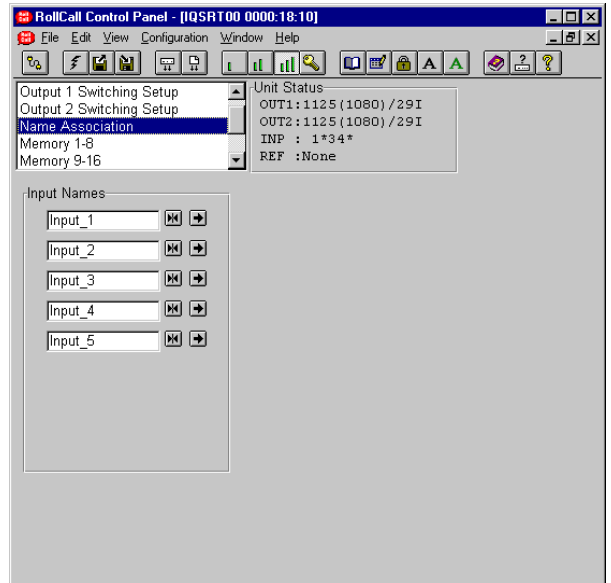 RollCall Control Panel - [IQSRT00 0000:18:10]
File Edit View Configuration Window Help
A A
Output 1 Switching Setup
Output 2 Switching Setup
Name Association
Memory 1-8
Memory 9-16
Unit Status
OUT1:1125(1080)/29I
OUT2:1125(1080)/29I
INP : 1*34*
REF :None
Input Names
Input_1
Input_2
Input_3
Input_4
Input_5